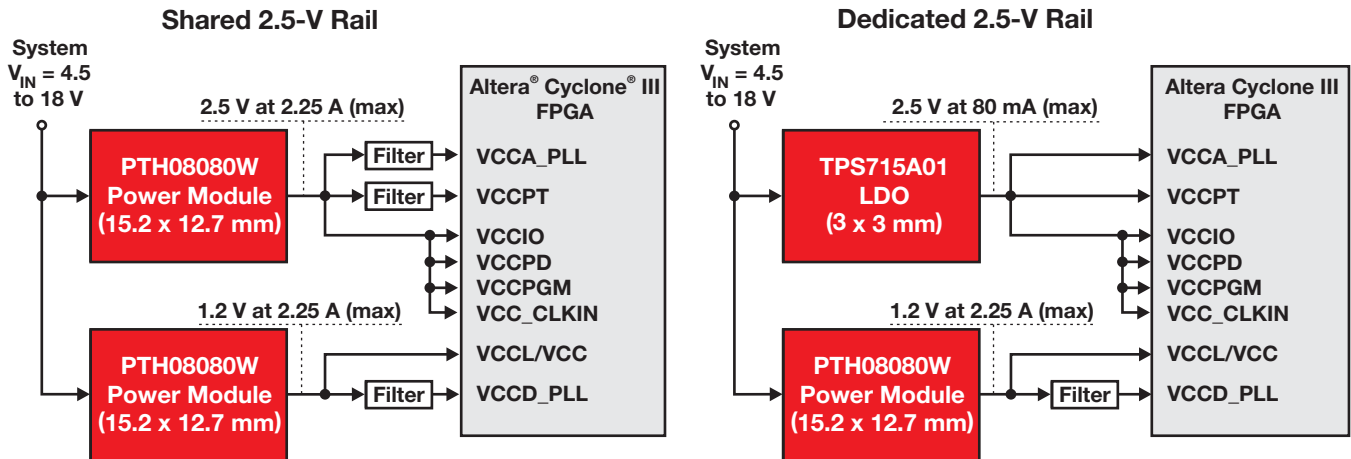 Shared 2.5-V Rail
System
VIN = 4.5
to 18 V
2.5 V at 2.25 A (max)
PTH08080W
Power Module
(15.2 x 12.7 mm)
Filter
Filter
Altera® Cyclone® III
FPGA
VCCA_PLL
VCCPT
VCCIO
VCCPD
VCCPGM
VCC_CLKIN
VCCL/VCC
VCCD_PLL
1.2 V at 2.25 A (max)
PTH08080W
Power Module
(15.2 x 12.7 mm)
Filter
Dedicated 2.5-V Rail
System
VIN = 4.5
to 18 V
2.5 V at 80 mA (max)
TPS715A01
LDO
(3 x 3 mm)
Altera Cyclone III
FPGA
VCCA_PLL
VCCPT
VCCIO
VCCPD
VCCPGM
VCC_CLKIN
VCCL/VCC
VCCD_PLL
1.2 V at 2.25 A (max)
PTH08080W
Power Module
(15.2 x 12.7 mm)
Filter